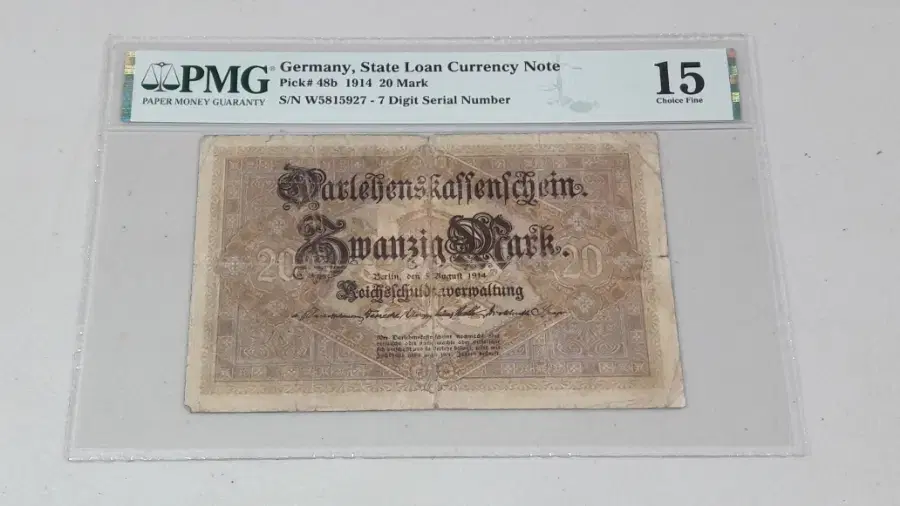 PMG
PAPER MONEY GUARANTY
Germany, State Loan Currency Note
Pick# 48b 1914 20 Mark
S/N W5815927 - 7 Digit Serial Number
15
Choice Fine
Darlehenskassenschein.
Zwanzig Mark.
20 20
Berlin, den 5. August 1914
Reichsschuldenverwaltung